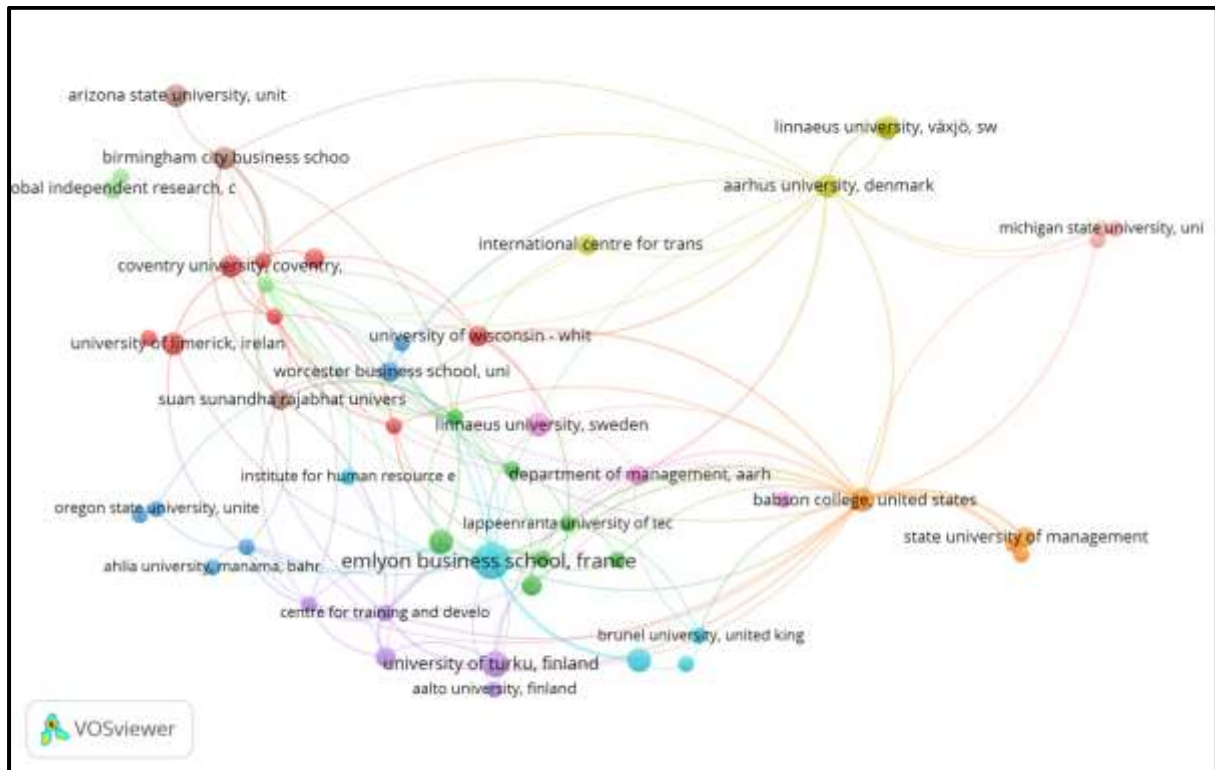 arizona state university, unit
linnaeus university, växjö, sw
birmingham city business schoo
obal independent research, c
aarhus university, denmark
michigan state university, uni
international centre for trans
coventry university, coventry,
university of wisconsin - whit
university of limerick, irelan
worcester business school, uni
suan sunandha rajabhat univers
linnaeus university, sweden
institute for human resource e
department of management, aarh
babson college, united states
oregon state university, unite
lappeenranta university of tec
state university of management
emlyon business school, france
ahlia university, manama, bahr
centre for training and develo
brunel university, united king
university of turku, finland
aalto university, finland
VOSviewer